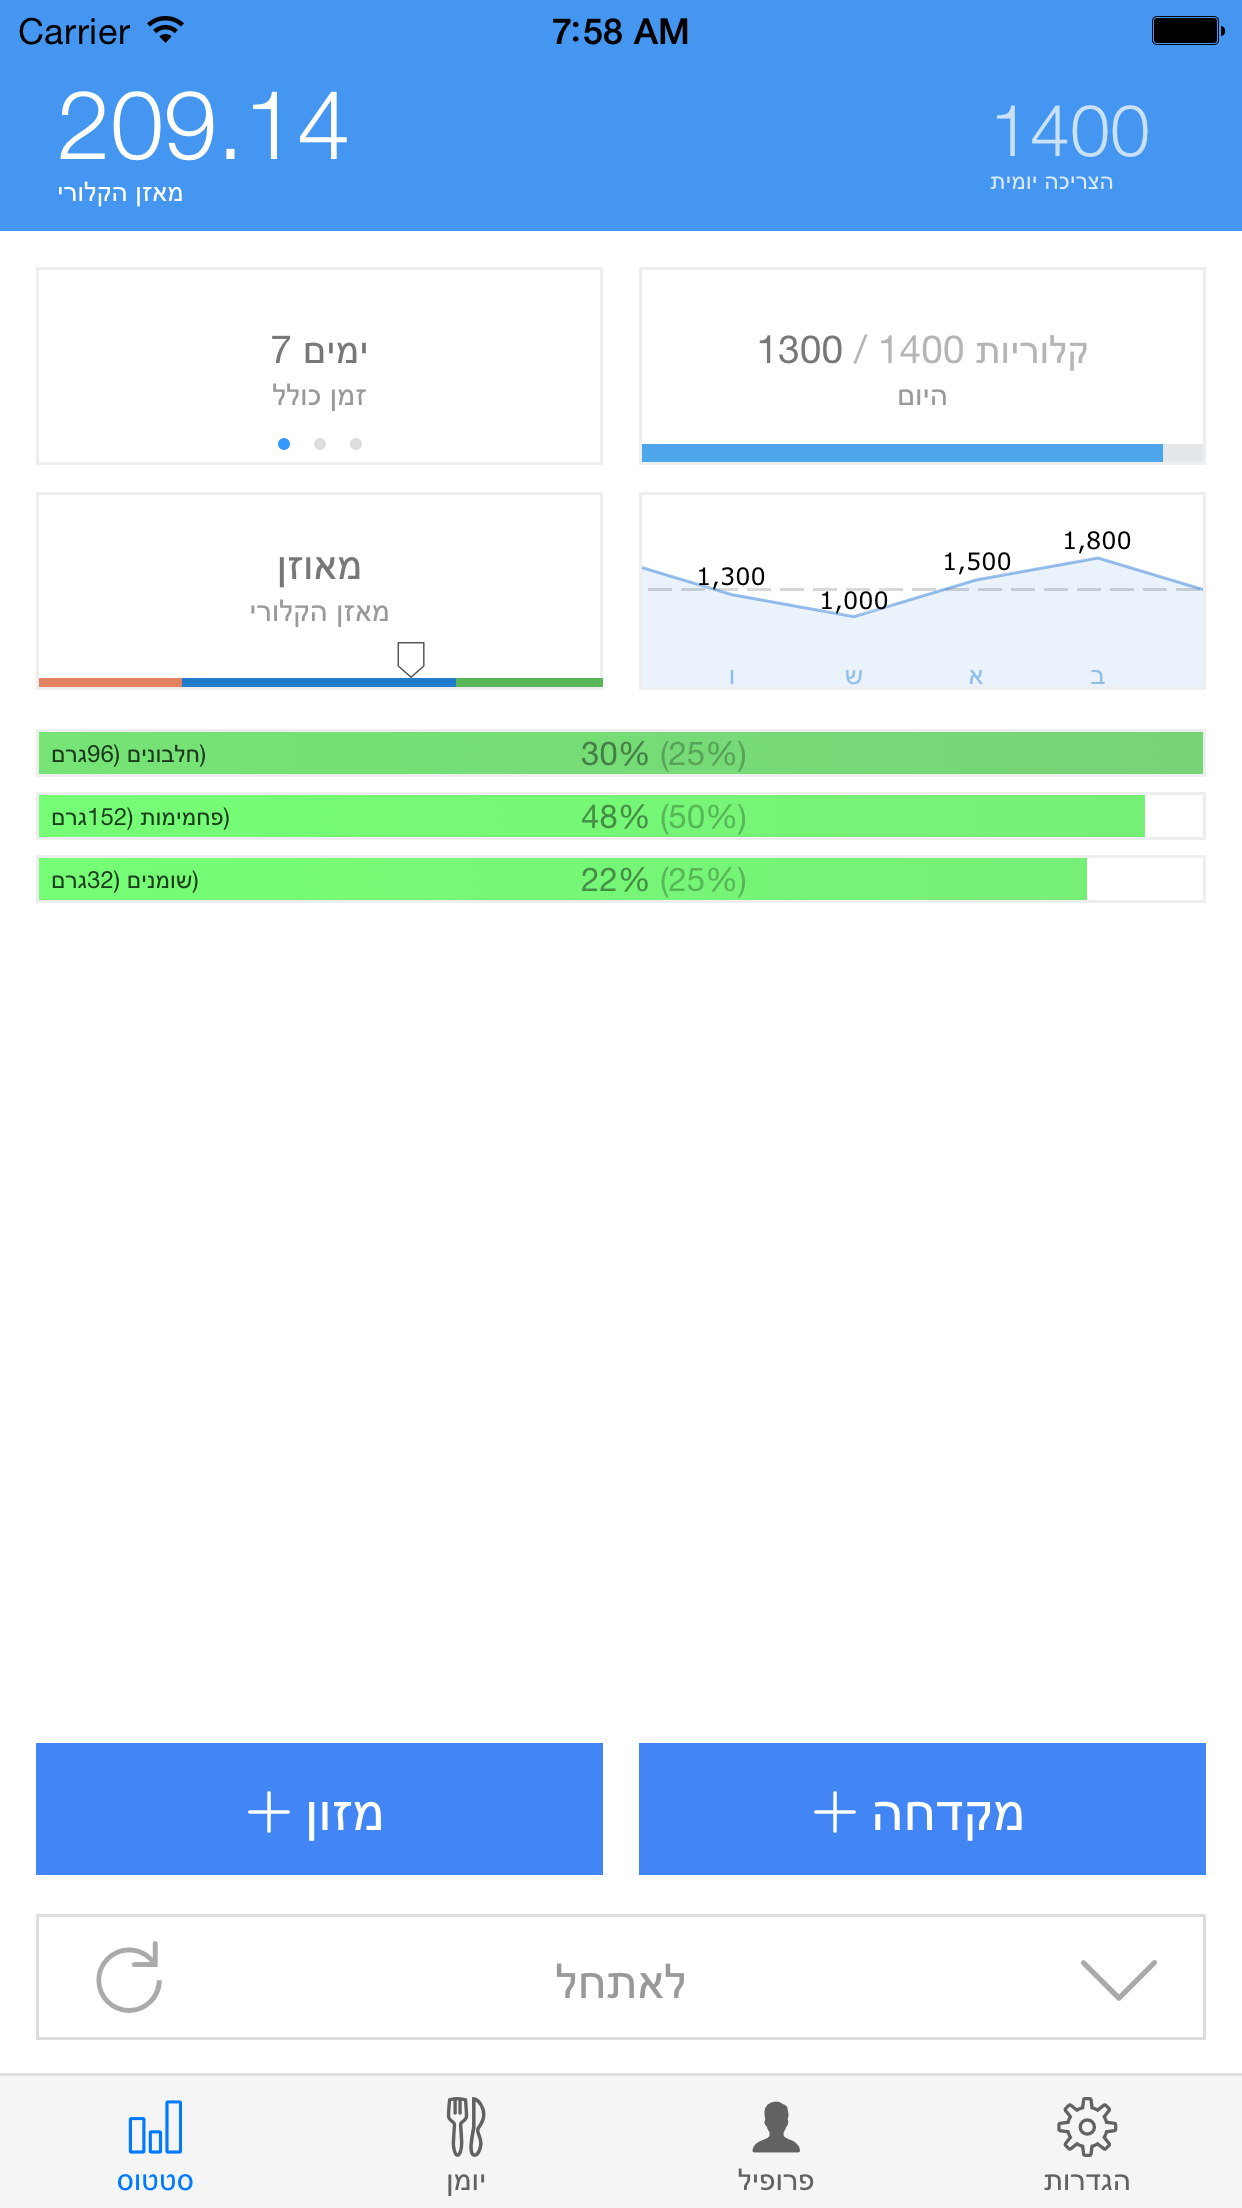 Carrier 7:58 AM
209.14
מאזן הקלורי
1400
הצריכה יומית
ימים 7
זמן כולל
1300 / 1400 קלוריות
היום
מאוזן
מאזן הקלורי
1,300 1,000 1,500 1,800
ו ש א ב
חלבונים (96גרם) 30% (25%)
פחמימות (152גרם) 48% (50%)
שומנים (32גרם) 22% (25%)
+ מזון
+ מקדחה
לאתחל
סטטוס
יומן
פרופיל
הגדרות